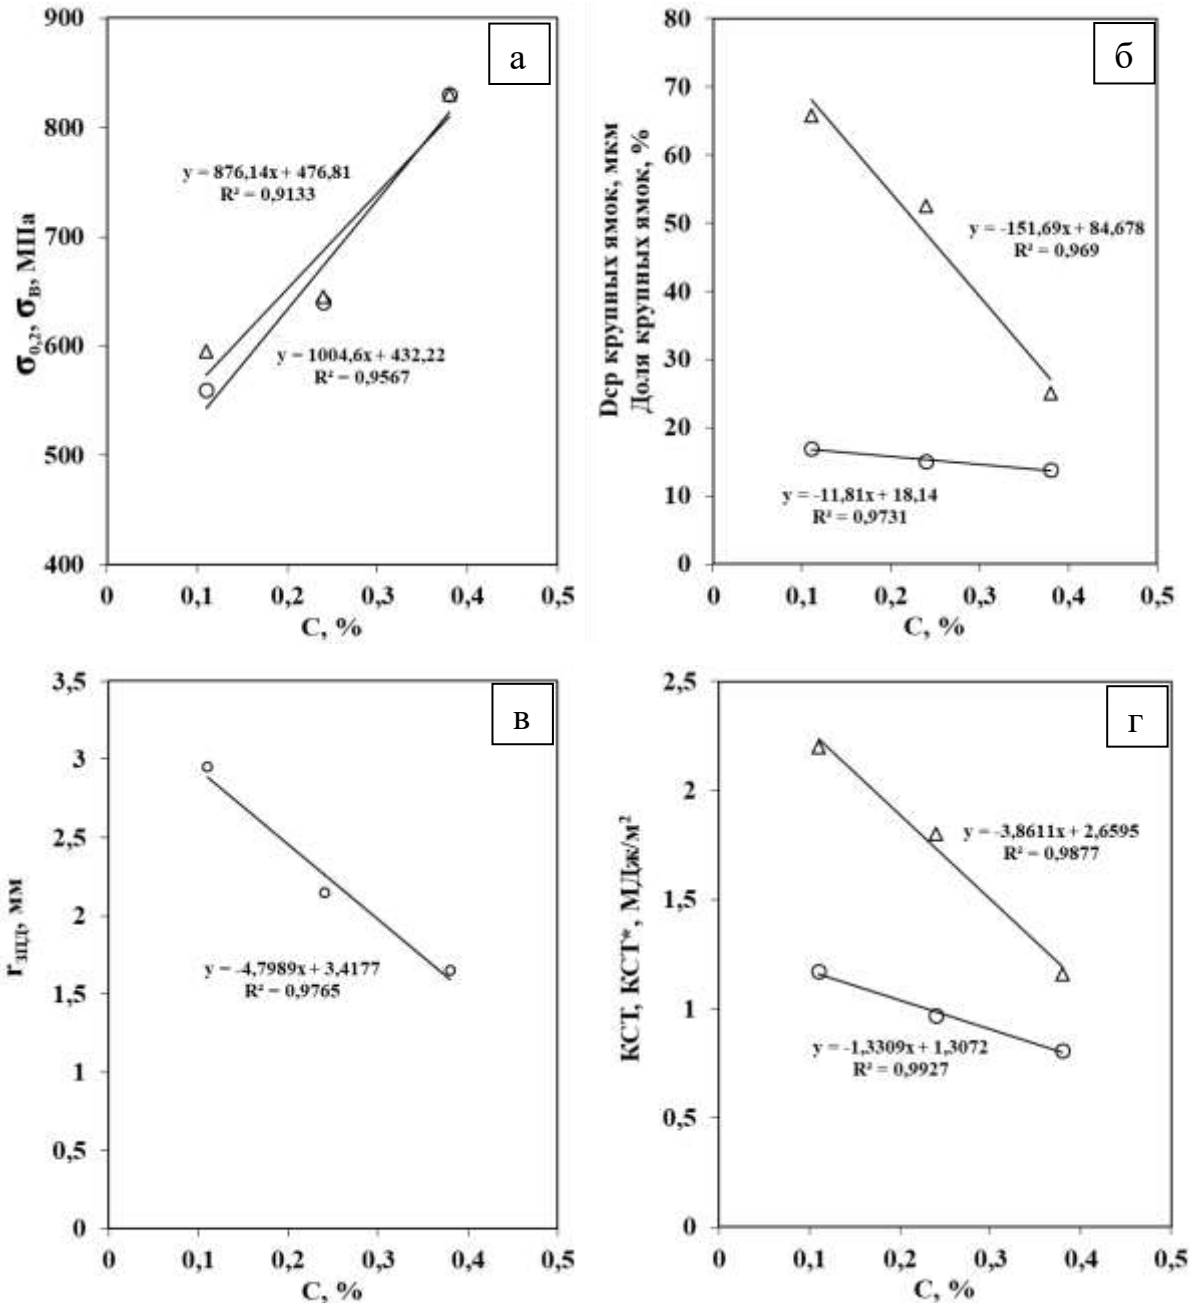 900
800
700
600
500
400
σ0,2, σВ, МПа
а
y = 876,14x + 476,81
R² = 0,9133
y = 1004,6x + 432,22
R² = 0,9567
0 0,1 0,2 0,3 0,4 0,5
C, %
80
70
60
50
40
30
20
10
0
Dср крупных ямок, мкм
Доля крупных ямок, %
б
y = -151,69x + 84,678
R² = 0,969
y = -11,81x + 18,14
R² = 0,9731
0 0,1 0,2 0,3 0,4 0,5
C, %
3,5
3
2,5
2
1,5
1
0,5
0
rЗПД, мм
в
y = -4,7989x + 3,4177
R² = 0,9765
0 0,1 0,2 0,3 0,4 0,5
C, %
2,5
2
1,5
1
0,5
0
КСТ, КСТ*, МДж/м²
г
y = -3,8611x + 2,6595
R² = 0,9877
y = -1,3309x + 1,3072
R² = 0,9927
0 0,1 0,2 0,3 0,4 0,5
C, %